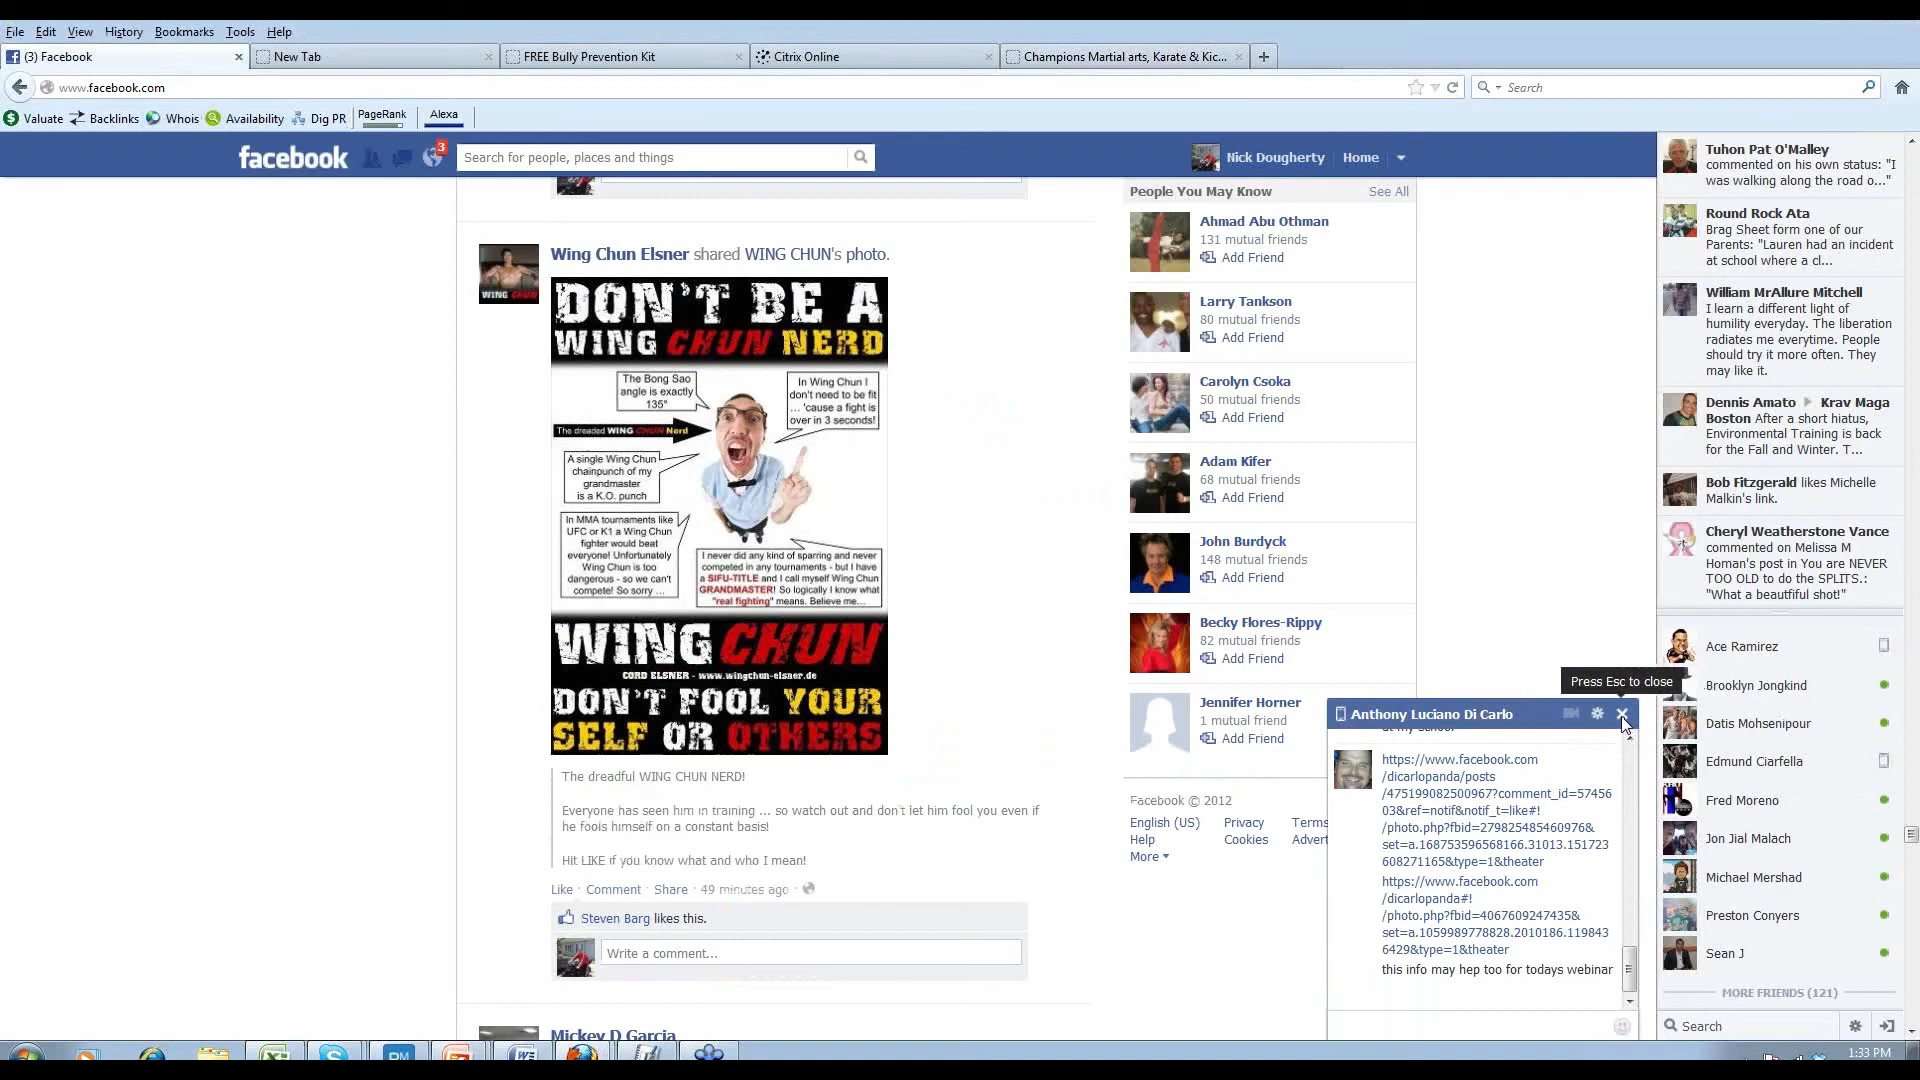 File Edit View History Bookmarks Tools Help
(3) Facebook
New Tab
FREE Bully Prevention Kit
Citrix Online
Champions Martial arts, Karate & Kic...
www.facebook.com
Search
Valuate Backlinks Whois Availability Dig PR PageRank Alexa
facebook
3
Search for people, places and things
Nick Dougherty Home
Wing Chun Elsner shared WING CHUN's photo.
DON'T BE A
WING CHUN NERD
The Bong Sao
angle is exactly
135°
In Wing Chun I
don't need to be fit
... 'cause a fight is
over in 3 seconds!
The dreaded WING CHUN Nerd
A single Wing Chun
chainpunch of my
grandmaster
is a K.O. punch
In MMA tournaments like
UFC or K1 a Wing Chun
fighter would beat
everyone! Unfortunately
Wing Chun is too
dangerous - so we can't
compete! So sorry ...
I never did any kind of sparring and never
competed in any tournaments - but I have
a SIFU-TITLE and I call myself Wing Chun
GRANDMASTER! So logically I know what
"real fighting" means. Believe me...
WING CHUN
CORD ELSNER - www.wingchun-elsner.de
DON'T FOOL YOUR
SELF OR OTHERS
The dreadful WING CHUN NERD!
Everyone has seen him in training ... so watch out and don't let him fool you even if
he fools himself on a constant basis!
Hit LIKE if you know what and who I mean!
Like · Comment · Share · 49 minutes ago ·
Steven Barg likes this.
Write a comment...
Mickey D Garcia
People You May Know See All
Ahmad Abu Othman
131 mutual friends
Add Friend
Larry Tankson
80 mutual friends
Add Friend
Carolyn Csoka
50 mutual friends
Add Friend
Adam Kifer
68 mutual friends
Add Friend
John Burdyck
148 mutual friends
Add Friend
Becky Flores-Rippy
82 mutual friends
Add Friend
Jennifer Horner
1 mutual friend
Add Friend
Facebook © 2012
English (US) Privacy Terms
Help Cookies Advert
More
Press Esc to close
Anthony Luciano Di Carlo
at my school
https://www.facebook.com
/dicarlopanda/posts
/475199082500967?comment_id=57456
03&ref=notif&notif_t=like#!
/photo.php?fbid=2798254854609​76&
set=a.168753596568166.31013.151723
608271165&type=1&theater
https://www.facebook.com
/dicarlopanda#!
/photo.php?fbid=4067609247443​5&
set=a.1059989778828.2010186.119843
6429&type=1&theater
this info may hep too for todays webinar
Tuhon Pat O'Malley
commented on his own status: "I
was walking along the road o..."
Round Rock Ata
Brag Sheet form one of our
Parents: "Lauren had an incident
at school where a cl...
William MrAllure Mitchell
I learn a different light of
humility everyday. The liberation
radiates me everytime. People
should try it more often. They
may like it.
Dennis Amato Krav Maga
Boston After a short hiatus,
Environmental Training is back
for the Fall and Winter. T...
Bob Fitzgerald likes Michelle
Malkin's link.
Cheryl Weatherstone Vance
commented on Melissa M
Homan's post in You are NEVER
TOO OLD to do the SPLITS.:
"What a beautfiful shot!"
Ace Ramirez
Brooklyn Jongkind
Datis Mohsenipour
Edmund Ciarfella
Fred Moreno
Jon Jial Malach
Michael Mershad
Preston Conyers
Sean J
MORE FRIENDS (121)
Search
1:33 PM